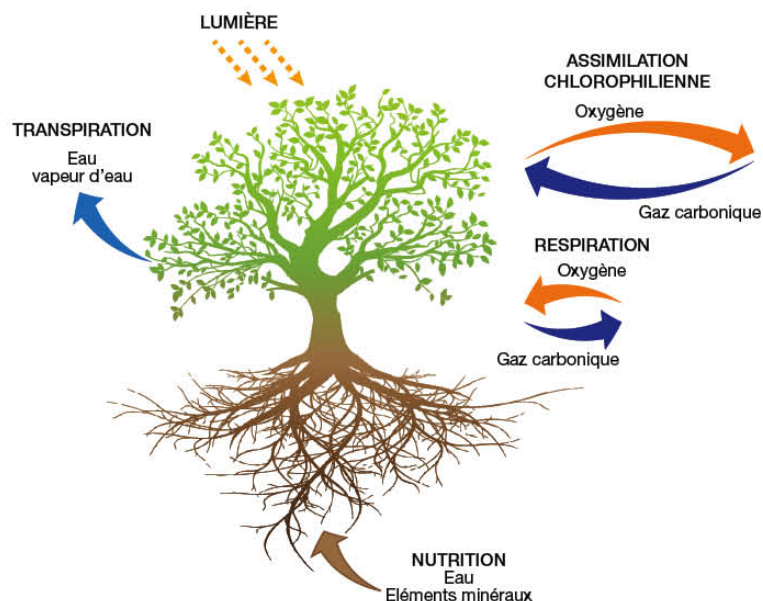 LUMIÈRE
TRANSPIRATION
Eau
vapeur d'eau
ASSIMILATION
CHLOROPHILIENNE
Oxygène
Gaz carbonique
RESPIRATION
Oxygène
Gaz carbonique
NUTRITION
Eau
Eléments minéraux